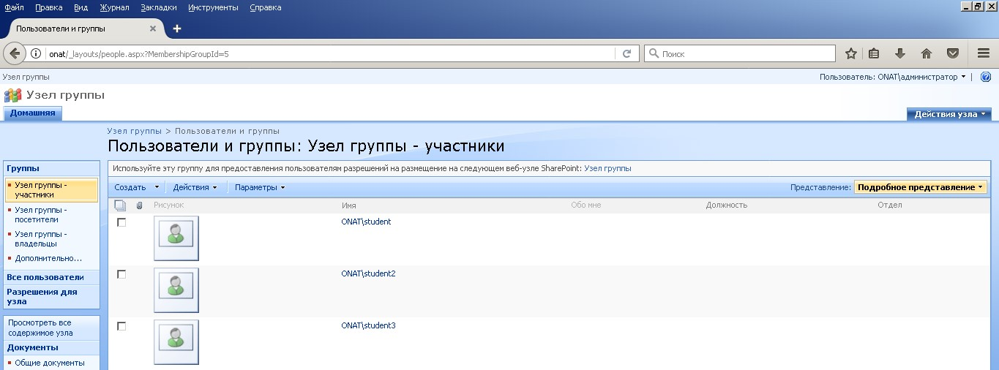 Файл Правка Вид Журнал Закладки Инструменты Справка
Пользователи и группы
onat/_layouts/people.aspx?MembershipGroupId=5
Поиск
Узел группы
Пользователь: ONAT\администратор
Узел группы
Домашняя
Действия узла
Узел группы > Пользователи и группы
Пользователи и группы: Узел группы - участники
Группы
Узел группы -
участники
Узел группы -
посетители
Узел группы -
владельцы
Дополнительно...
Все пользователи
Разрешения для
узла
Просмотреть все
содержимое узла
Документы
Общие документы
Используйте эту группу для предоставления пользователям разрешений на размещение на следующем веб-узле SharePoint: Узел группы
Создать Действия Параметры Представление: Подробное представление
Рисунок Имя Обо мне Должность Отдел
ONAT\student
ONAT\student2
ONAT\student3